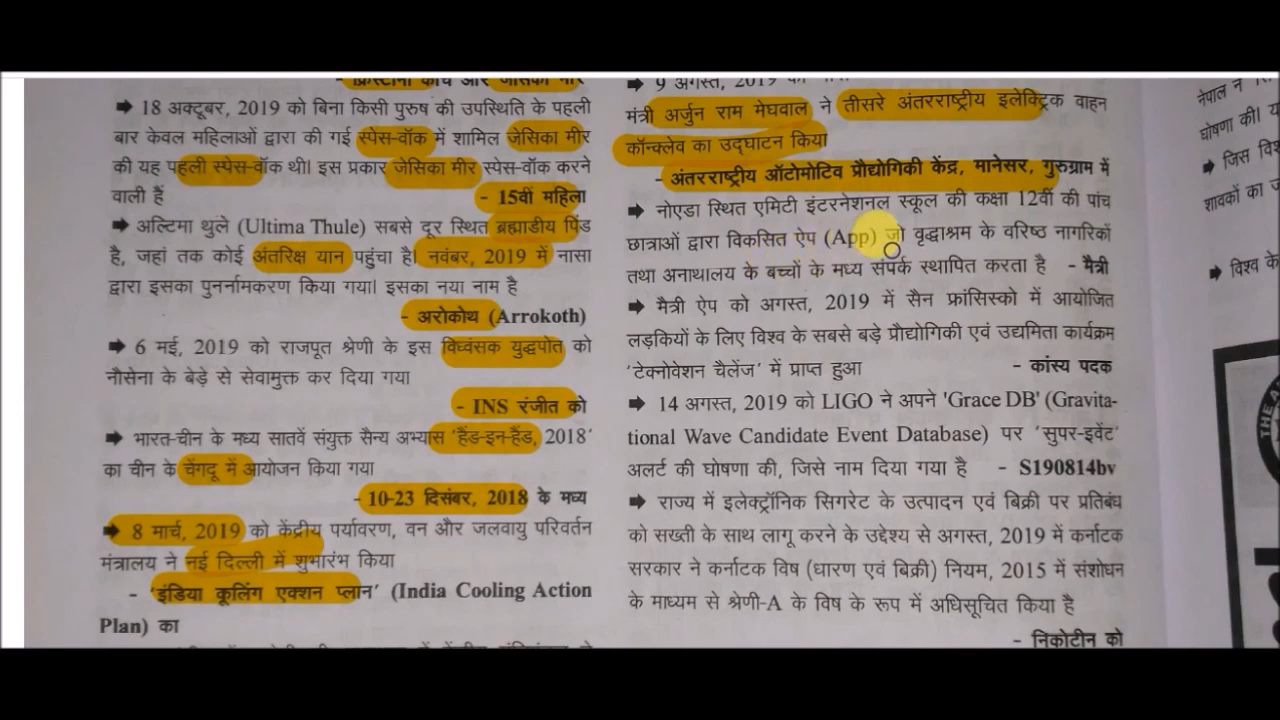 क्रिस्टीना कोच और जेसिका मीर
➡ 18 अक्टूबर, 2019 को बिना किसी पुरुष की उपस्थिति के पहली
बार केवल महिलाओं द्वारा की गई स्पेस-वॉक में शामिल जेसिका मीर
की यह पहली स्पेस-वॉक थी। इस प्रकार जेसिका मीर स्पेस-वॉक करने
वाली हैं - 15वीं महिला
➡ अल्टिमा थुले (Ultima Thule) सबसे दूर स्थित ब्रह्माडीय पिंड
है, जहां तक कोई अंतरिक्ष यान पहुंचा है। नवंबर, 2019 में नासा
द्वारा इसका पुनर्नामकरण किया गया। इसका नया नाम है
- अरोकोथ (Arrokoth)
➡ 6 मई, 2019 को राजपूत श्रेणी के इस विध्वंसक युद्धपोत को
नौसेना के बेड़े से सेवामुक्त कर दिया गया
- INS रंजीत को
➡ भारत-चीन के मध्य सातवें संयुक्त सैन्य अभ्यास 'हैंड-इन-हैंड, 2018'
का चीन के चेंगदू में आयोजन किया गया
- 10-23 दिसंबर, 2018 के मध्य
➡ 8 मार्च, 2019 को केंद्रीय पर्यावरण, वन और जलवायु परिवर्तन
मंत्रालय ने नई दिल्ली में शुभारंभ किया
- 'इंडिया कूलिंग एक्शन प्लान' (India Cooling Action
Plan) का
➡ 9 अगस्त, 2019 को
मंत्री अर्जुन राम मेघवाल ने तीसरे अंतरराष्ट्रीय इलेक्ट्रिक वाहन
कॉन्क्लेव का उद्घाटन किया
- अंतरराष्ट्रीय ऑटोमोटिव प्रौद्योगिकी केंद्र, मानेसर, गुरुग्राम में
➡ नोएडा स्थित एमिटी इंटरनेशनल स्कूल की कक्षा 12वीं की पांच
छात्राओं द्वारा विकसित ऐप (App) जो वृद्धाश्रम के वरिष्ठ नागरिकों
तथा अनाथालय के बच्चों के मध्य संपर्क स्थापित करता है - मैत्री
➡ मैत्री ऐप को अगस्त, 2019 में सैन फ्रांसिस्को में आयोजित
लड़कियों के लिए विश्व के सबसे बड़े प्रौद्योगिकी एवं उद्यमिता कार्यक्रम
'टेक्नोवेशन चैलेंज' में प्राप्त हुआ - कांस्य पदक
➡ 14 अगस्त, 2019 को LIGO ने अपने 'Grace DB' (Gravita-
tional Wave Candidate Event Database) पर 'सुपर-इवेंट'
अलर्ट की घोषणा की, जिसे नाम दिया गया है - S190814bv
➡ राज्य में इलेक्ट्रॉनिक सिगरेट के उत्पादन एवं बिक्री पर प्रतिबंध
को सख्ती के साथ लागू करने के उद्देश्य से अगस्त, 2019 में कर्नाटक
सरकार ने कर्नाटक विष (धारण एवं बिक्री) नियम, 2015 में संशोधन
के माध्यम से श्रेणी-A के विष के रूप में अधिसूचित किया है
- निकोटीन को
नेपाल न
घोषणा की।
➡ जिस
शावकों का
➡ विश्व के
THE